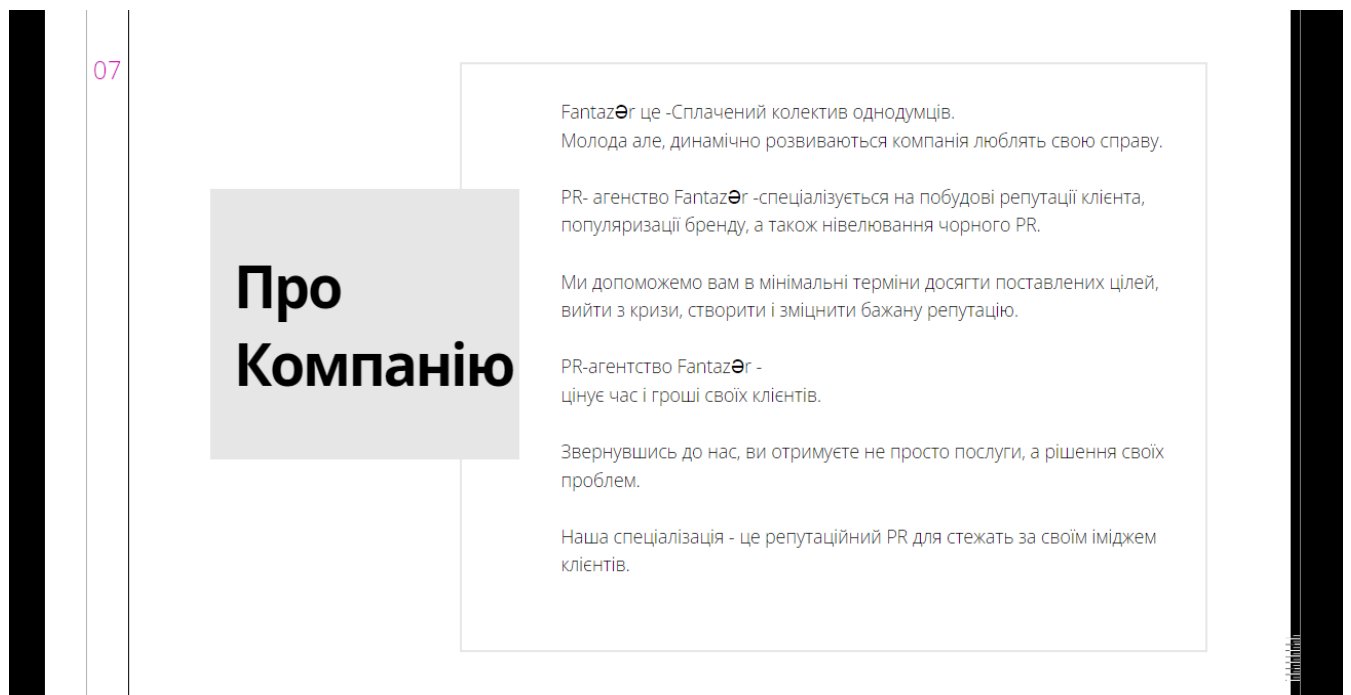 07
Про
Компанію
Fantazər це -Сплачений колектив однодумців.
Молода але, динамічно розвиваються компанія люблять свою справу.
PR- агенство Fantazər -спеціалізується на побудові репутації клієнта,
популяризації бренду, а також нівелювання чорного PR.
Ми допоможемо вам в мінімальні терміни досягти поставлених цілей,
вийти з кризи, створити і зміцнити бажану репутацію.
PR-агентство Fantazər -
цінує час і гроші своїх клієнтів.
Звернувшись до нас, ви отримуєте не просто послуги, а рішення своїх
проблем.
Наша спеціалізація - це репутаційний PR для стежать за своїм іміджем
клієнтів.